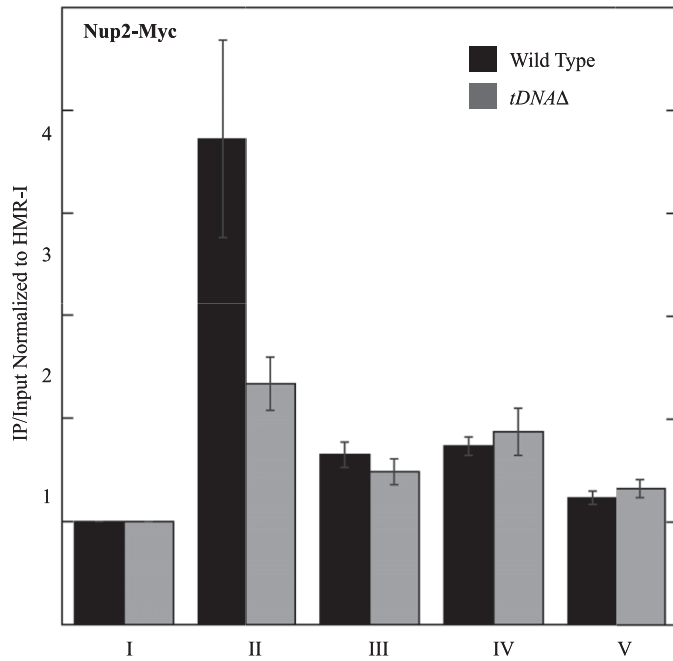 Nup2-Myc
Wild Type
tDNAΔ
IP/Input Normalized to HMR-I
4
3
2
1
I II III IV V